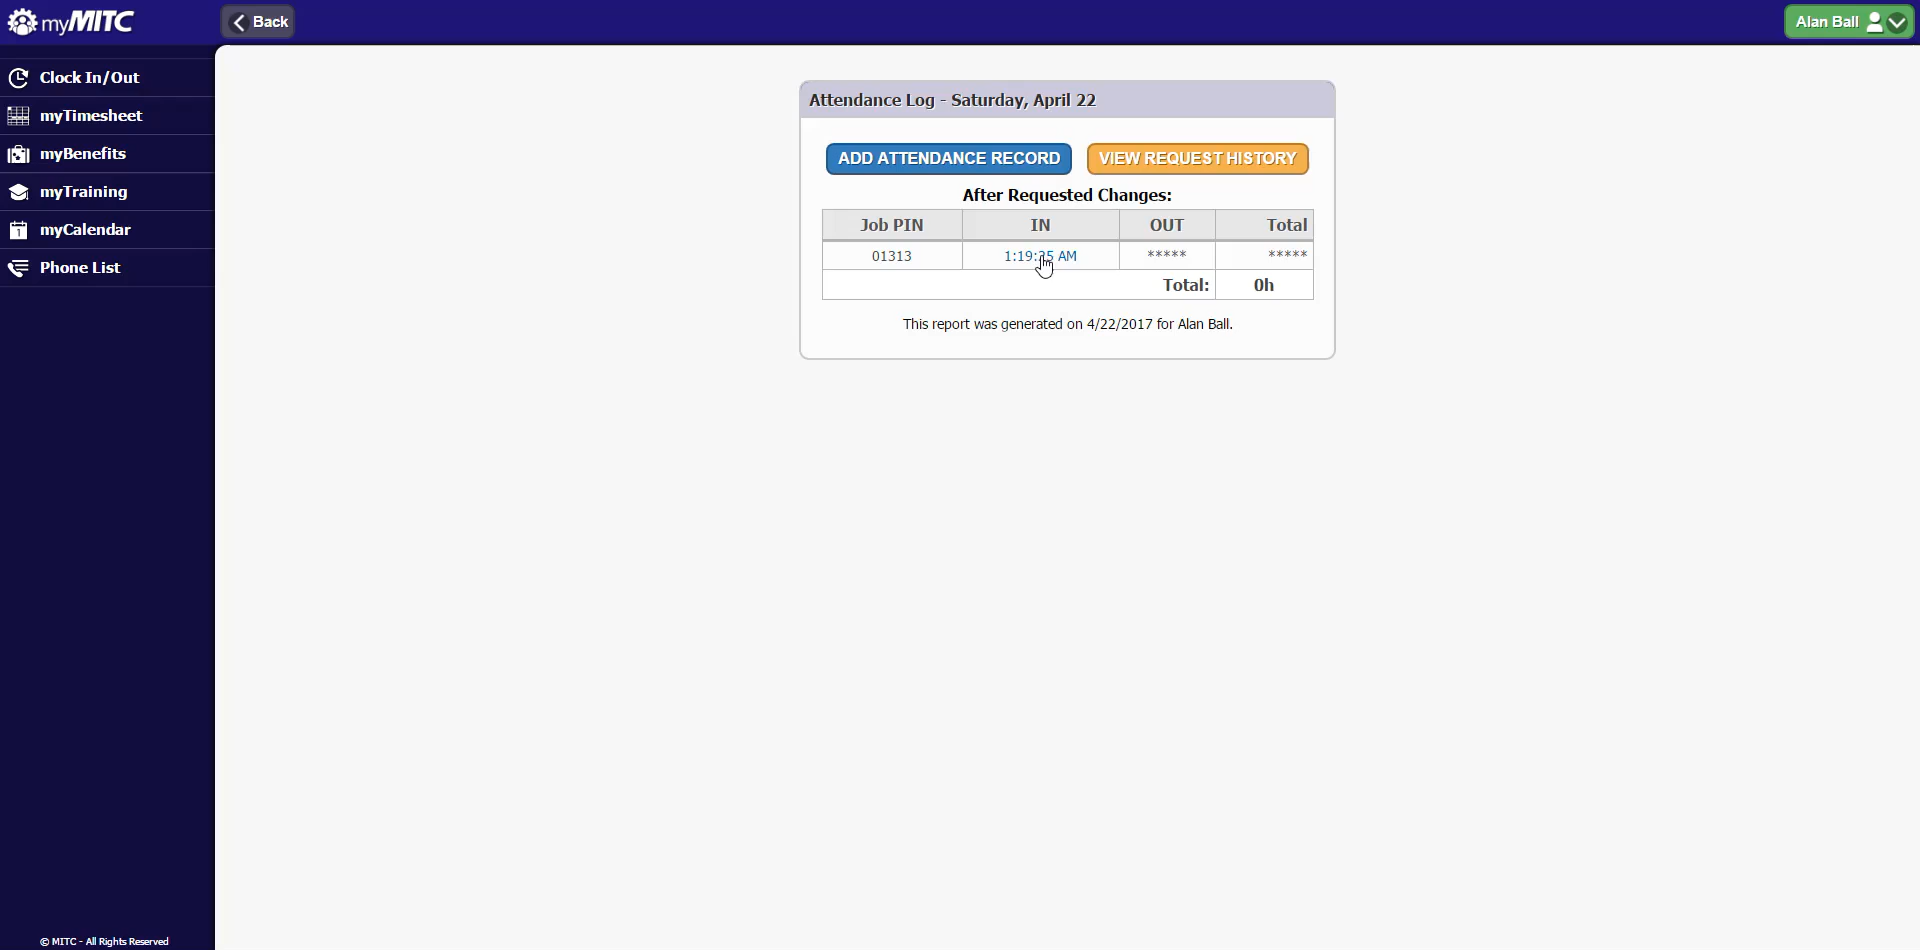 myMITC
Back
Alan Ball
Clock In/Out
myTimesheet
myBenefits
myTraining
1
myCalendar
Phone List
Attendance Log - Saturday, April 22
ADD ATTENDANCE RECORD VIEW REQUEST HISTORY
After Requested Changes:
Job PIN IN OUT Total
01313 1:19:25 AM ***** *****
Total: 0h
This report was generated on 4/22/2017 for Alan Ball.
© MITC - All Rights Reserved